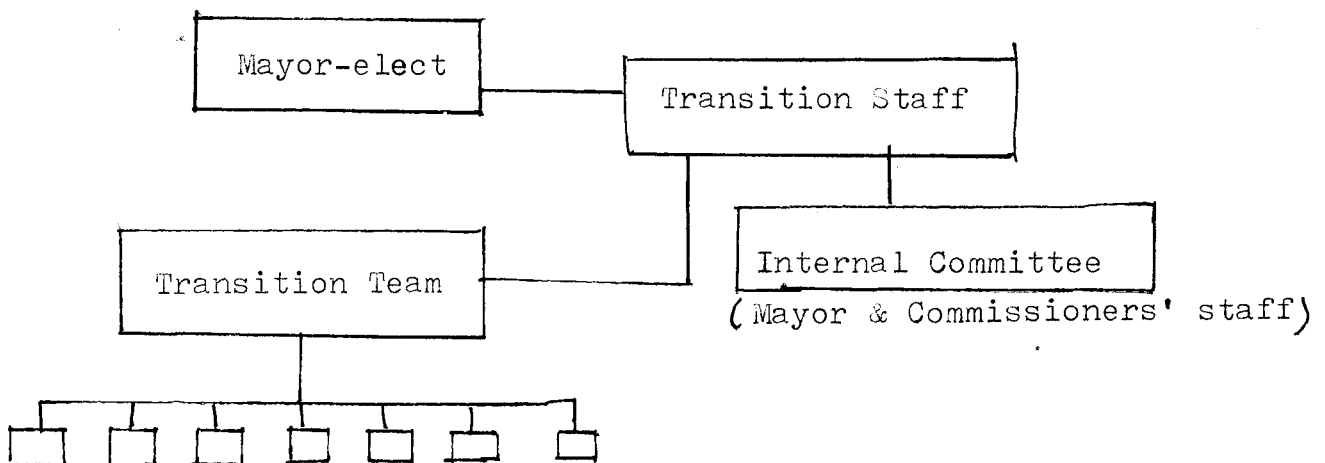 Mayor-elect
Transition Staff
Transition Team
Internal Committee
(Mayor & Commissioners' staff)